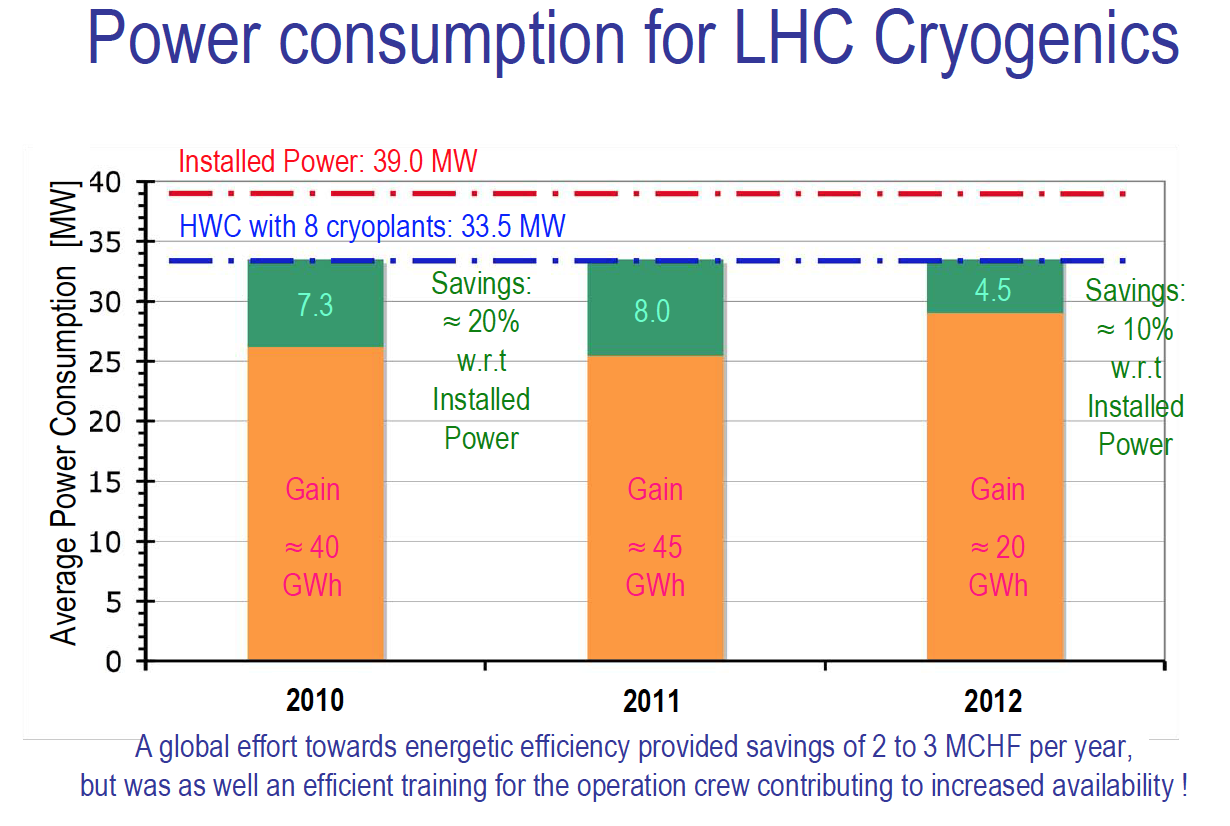 Power consumption for LHC Cryogenics
Installed Power: 39.0 MW
HWC with 8 cryoplants: 33.5 MW
Average Power Consumption [MW]
40
35
30
25
20
15
10
5
0
7.3
Gain
≈ 40
GWh
Savings:
≈ 20%
w.r.t
Installed
Power
8.0
Gain
≈ 45
GWh
4.5
Gain
≈ 20
GWh
Savings:
≈ 10%
w.r.t
Installed
Power
2010
2011
2012
A global effort towards energetic efficiency provided savings of 2 to 3 MCHF per year,
but was as well an efficient training for the operation crew contributing to increased availability !